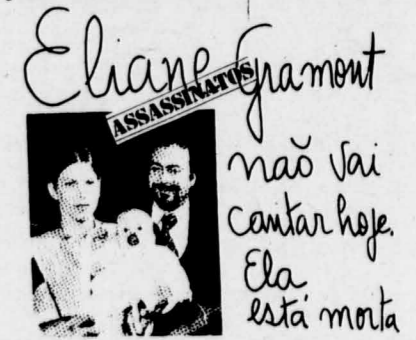 Eliane Gramont
ASSASSINATOS
não vai
cantar hoje.
Ela
está morta